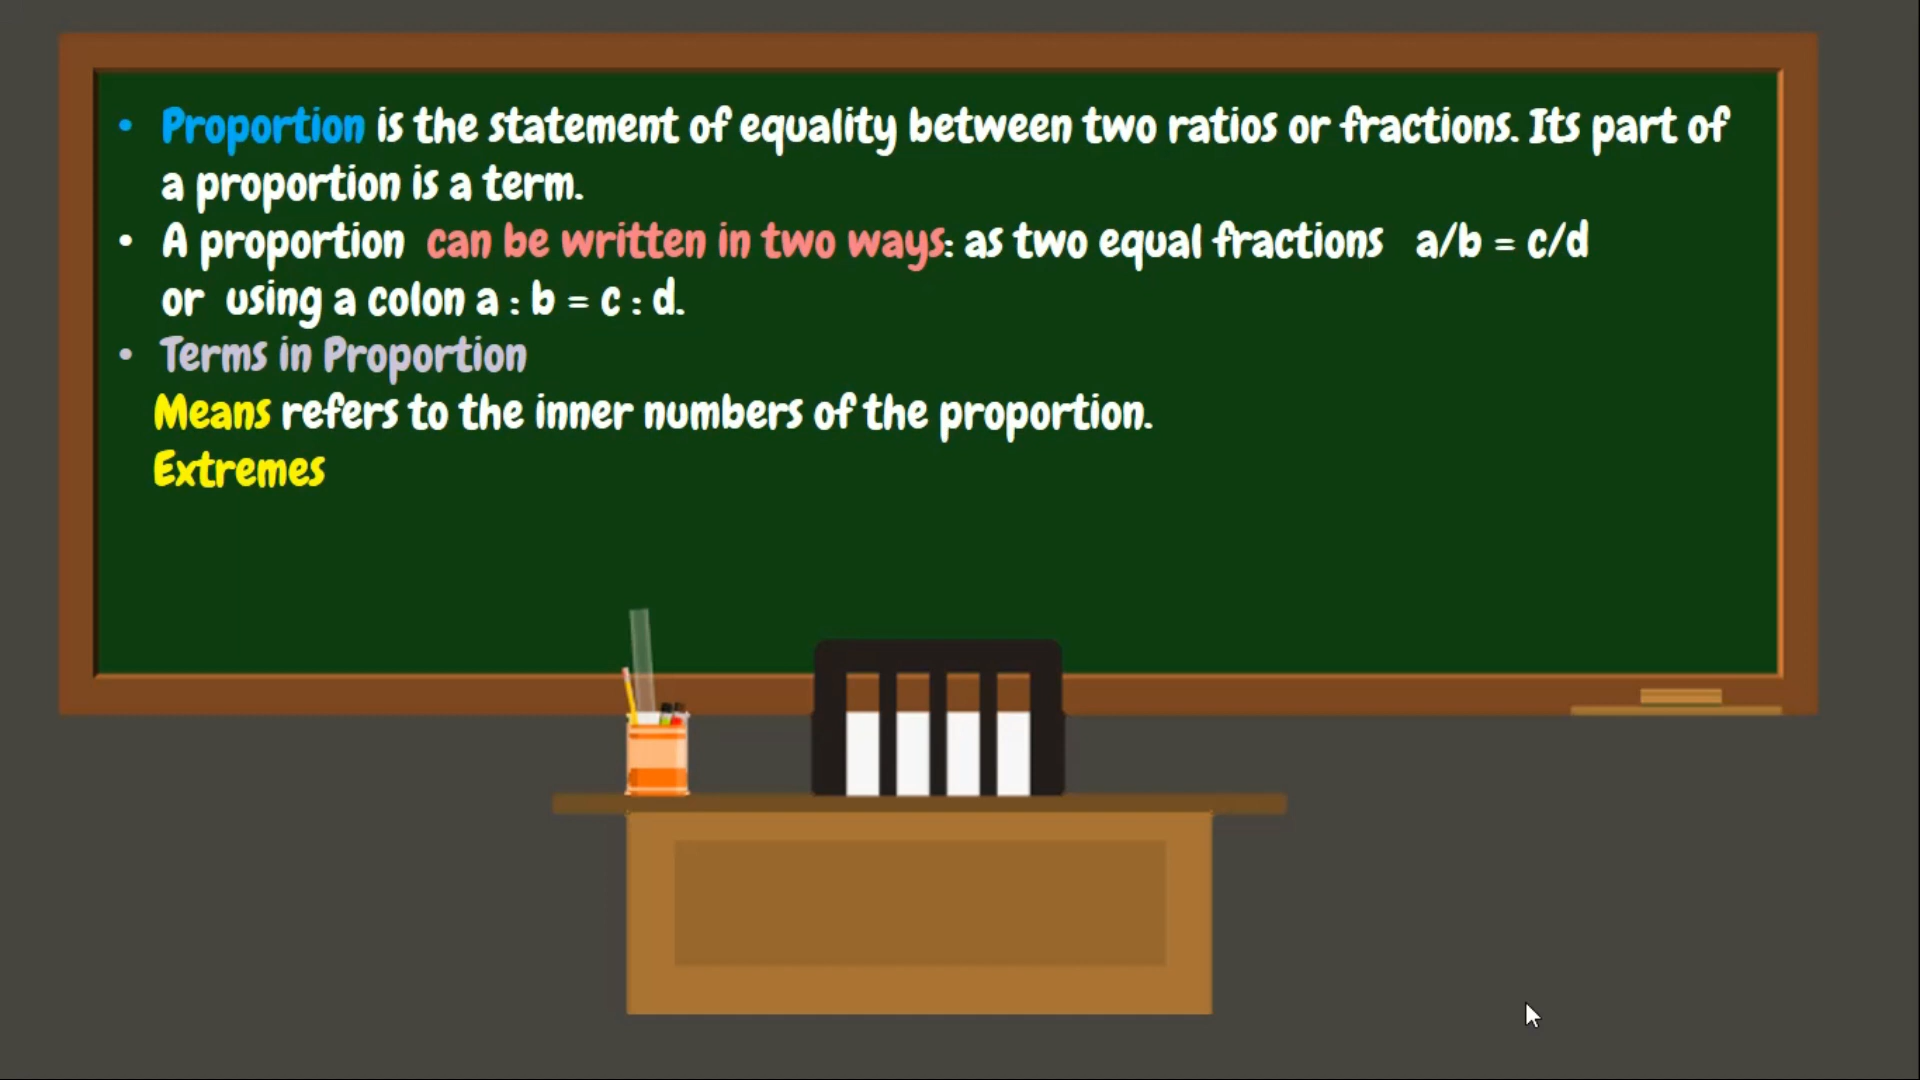 • Proportion is the statement of equality between two ratios or fractions. Its part of
a proportion is a term.
• A proportion can be written in two ways: as two equal fractions a/b = c/d
or using a colon a : b = c : d.
• Terms in Proportion
Means refers to the inner numbers of the proportion.
Extremes